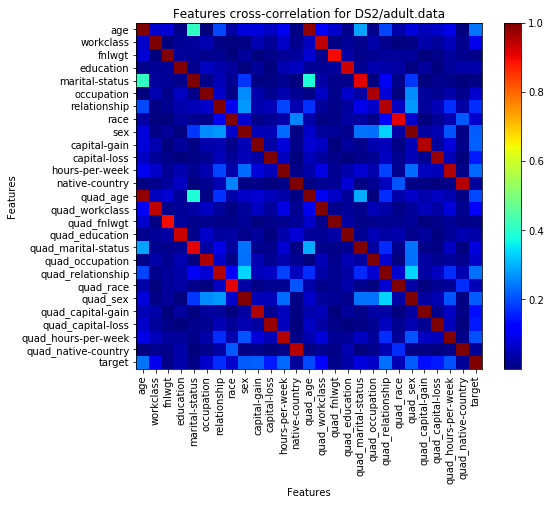 Features cross-correlation for DS2/adult.data
Features
age
workclass
fnlwgt
education
marital-status
occupation
relationship
race
sex
capital-gain
capital-loss
hours-per-week
native-country
quad_age
quad_workclass
quad_fnlwgt
quad_education
quad_marital-status
quad_occupation
quad_relationship
quad_race
quad_sex
quad_capital-gain
quad_capital-loss
quad_hours-per-week
quad_native-country
target
age
workclass
fnlwgt
education
marital-status
occupation
relationship
race
sex
capital-gain
capital-loss
hours-per-week
native-country
quad_age
quad_workclass
quad_fnlwgt
quad_education
quad_marital-status
quad_occupation
quad_relationship
quad_race
quad_sex
quad_capital-gain
quad_capital-loss
quad_hours-per-week
quad_native-country
target
Features
1.0
0.8
0.6
0.4
0.2